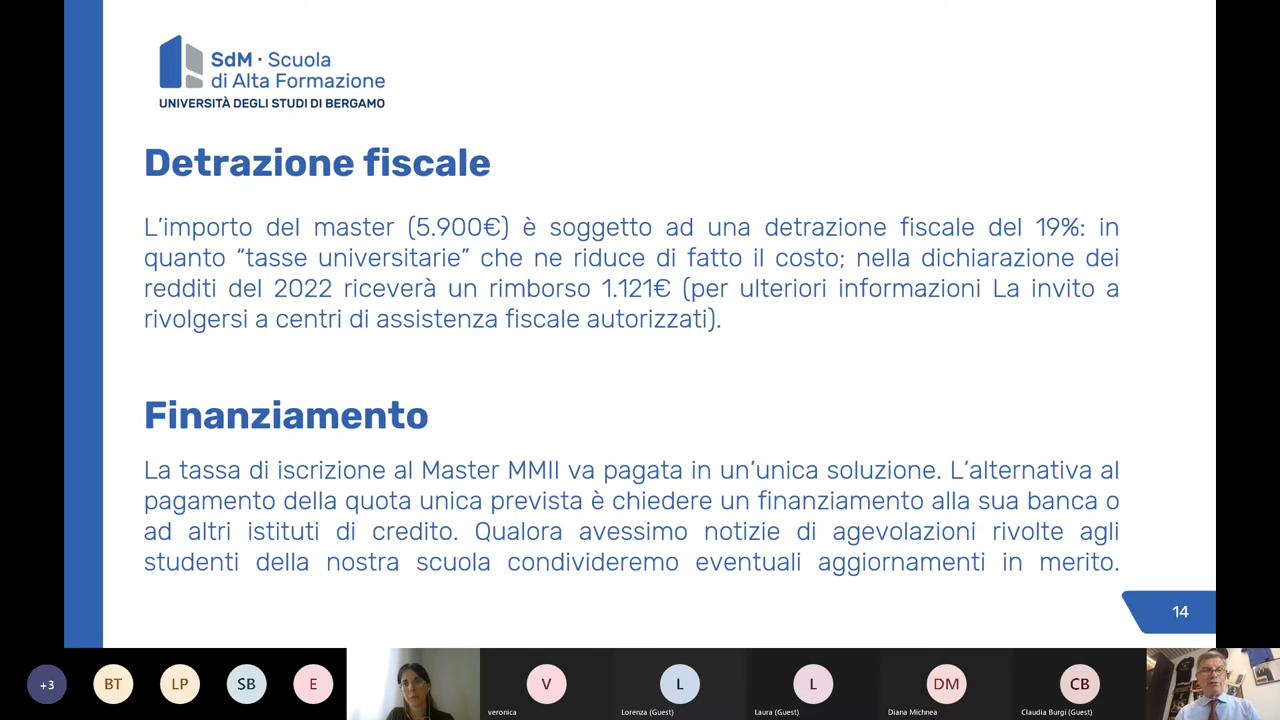 SdM · Scuola
di Alta Formazione
UNIVERSITÀ DEGLI STUDI DI BERGAMO
Detrazione fiscale
L’importo del master (5.900€) è soggetto ad una detrazione fiscale del 19%: in
quanto “tasse universitarie” che ne riduce di fatto il costo; nella dichiarazione dei
redditi del 2022 riceverà un rimborso 1.121€ (per ulteriori informazioni La invito a
rivolgersi a centri di assistenza fiscale autorizzati).
Finanziamento
La tassa di iscrizione al Master MMII va pagata in un’unica soluzione. L’alternativa al
pagamento della quota unica prevista è chiedere un finanziamento alla sua banca o
ad altri istituti di credito. Qualora avessimo notizie di agevolazioni rivolte agli
studenti della nostra scuola condivideremo eventuali aggiornamenti in merito.
14
+3
BT
LP
SB
E
V
L
L
DM
CB
veronica
Lorenza (Guest)
Laura (Guest)
Diana Michnea
Claudia Burgi (Guest)